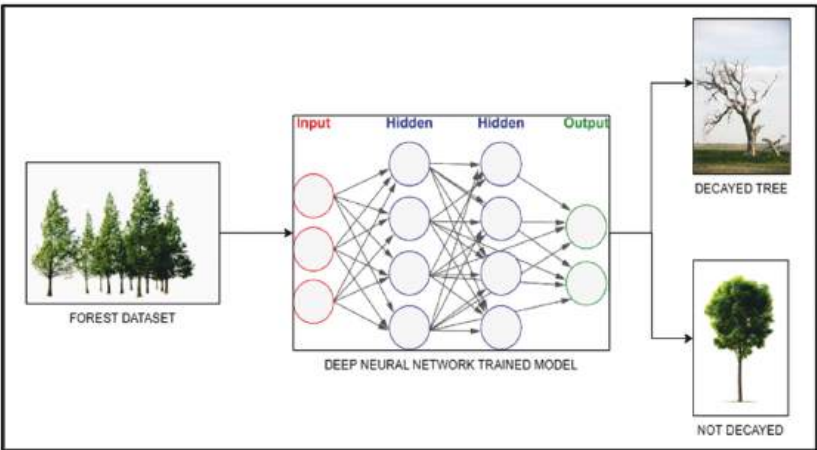 Input
Hidden
Hidden
Output
FOREST DATASET
DEEP NEURAL NETWORK TRAINED MODEL
DECAYED TREE
NOT DECAYED